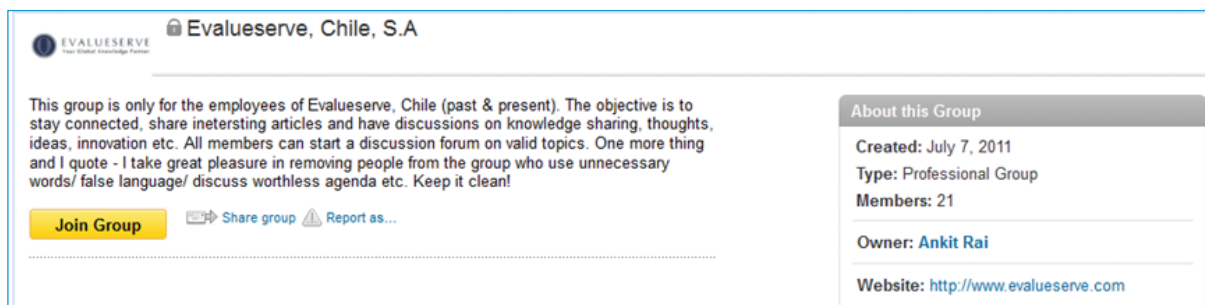 EVALUESERVE
Your Global Knowledge Partner
Evalueserve, Chile, S.A
This group is only for the employees of Evalueserve, Chile (past & present). The objective is to
stay connected, share inetersting articles and have discussions on knowledge sharing, thoughts,
ideas, innovation etc. All members can start a discussion forum on valid topics. One more thing
and I quote - I take great pleasure in removing people from the group who use unnecessary
words/ false language/ discuss worthless agenda etc. Keep it clean!
Join Group
Share group
Report as...
About this Group
Created: July 7, 2011
Type: Professional Group
Members: 21
Owner: Ankit Rai
Website: http://www.evalueserve.com